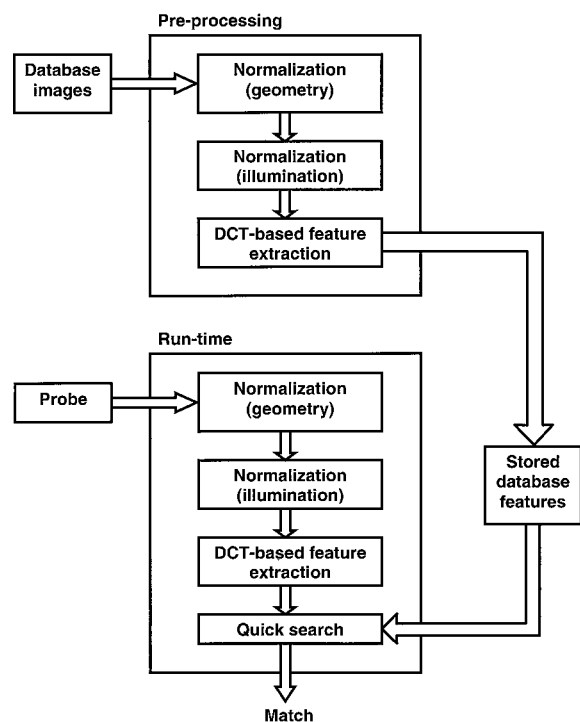 Pre-processing
Database
images
Normalization
(geometry)
Normalization
(illumination)
DCT-based feature
extraction
Run-time
Probe
Normalization
(geometry)
Normalization
(illumination)
DCT-based feature
extraction
Quick search
Stored
database
features
Match